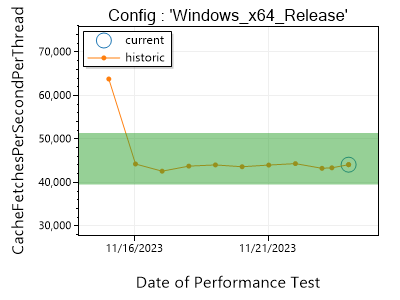 Config : 'Windows_x64_Release'
current
historic
CacheFetchesPerSecondPerThread
70,000
60,000
50,000
40,000
30,000
11/16/2023
11/21/2023
Date of Performance Test